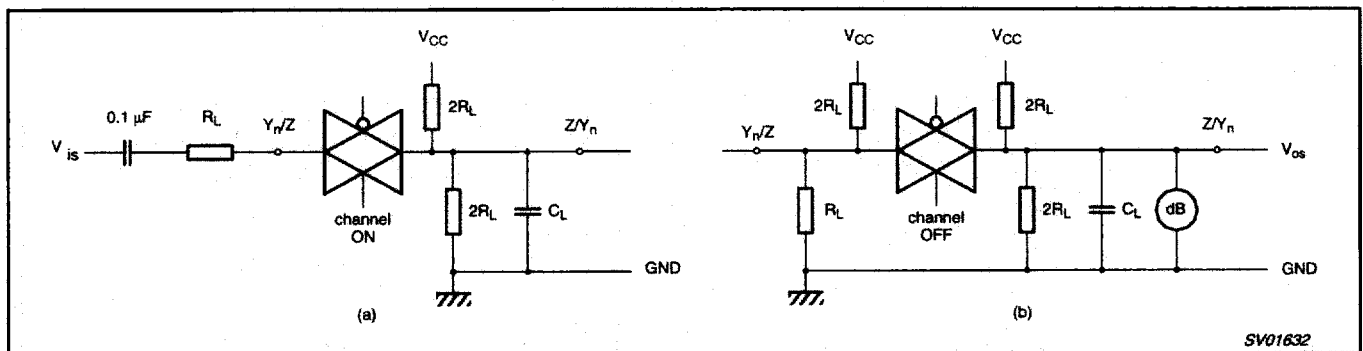 V_CC
0.1 µF
R_L
2R_L
V_is
Y_n/Z
Z/Y_n
channel
ON
2R_L
C_L
GND
(a)
V_CC
V_CC
2R_L
2R_L
Y_n/Z
Z/Y_n
V_os
R_L
channel
OFF
2R_L
C_L
dB
GND
(b)
SV01632